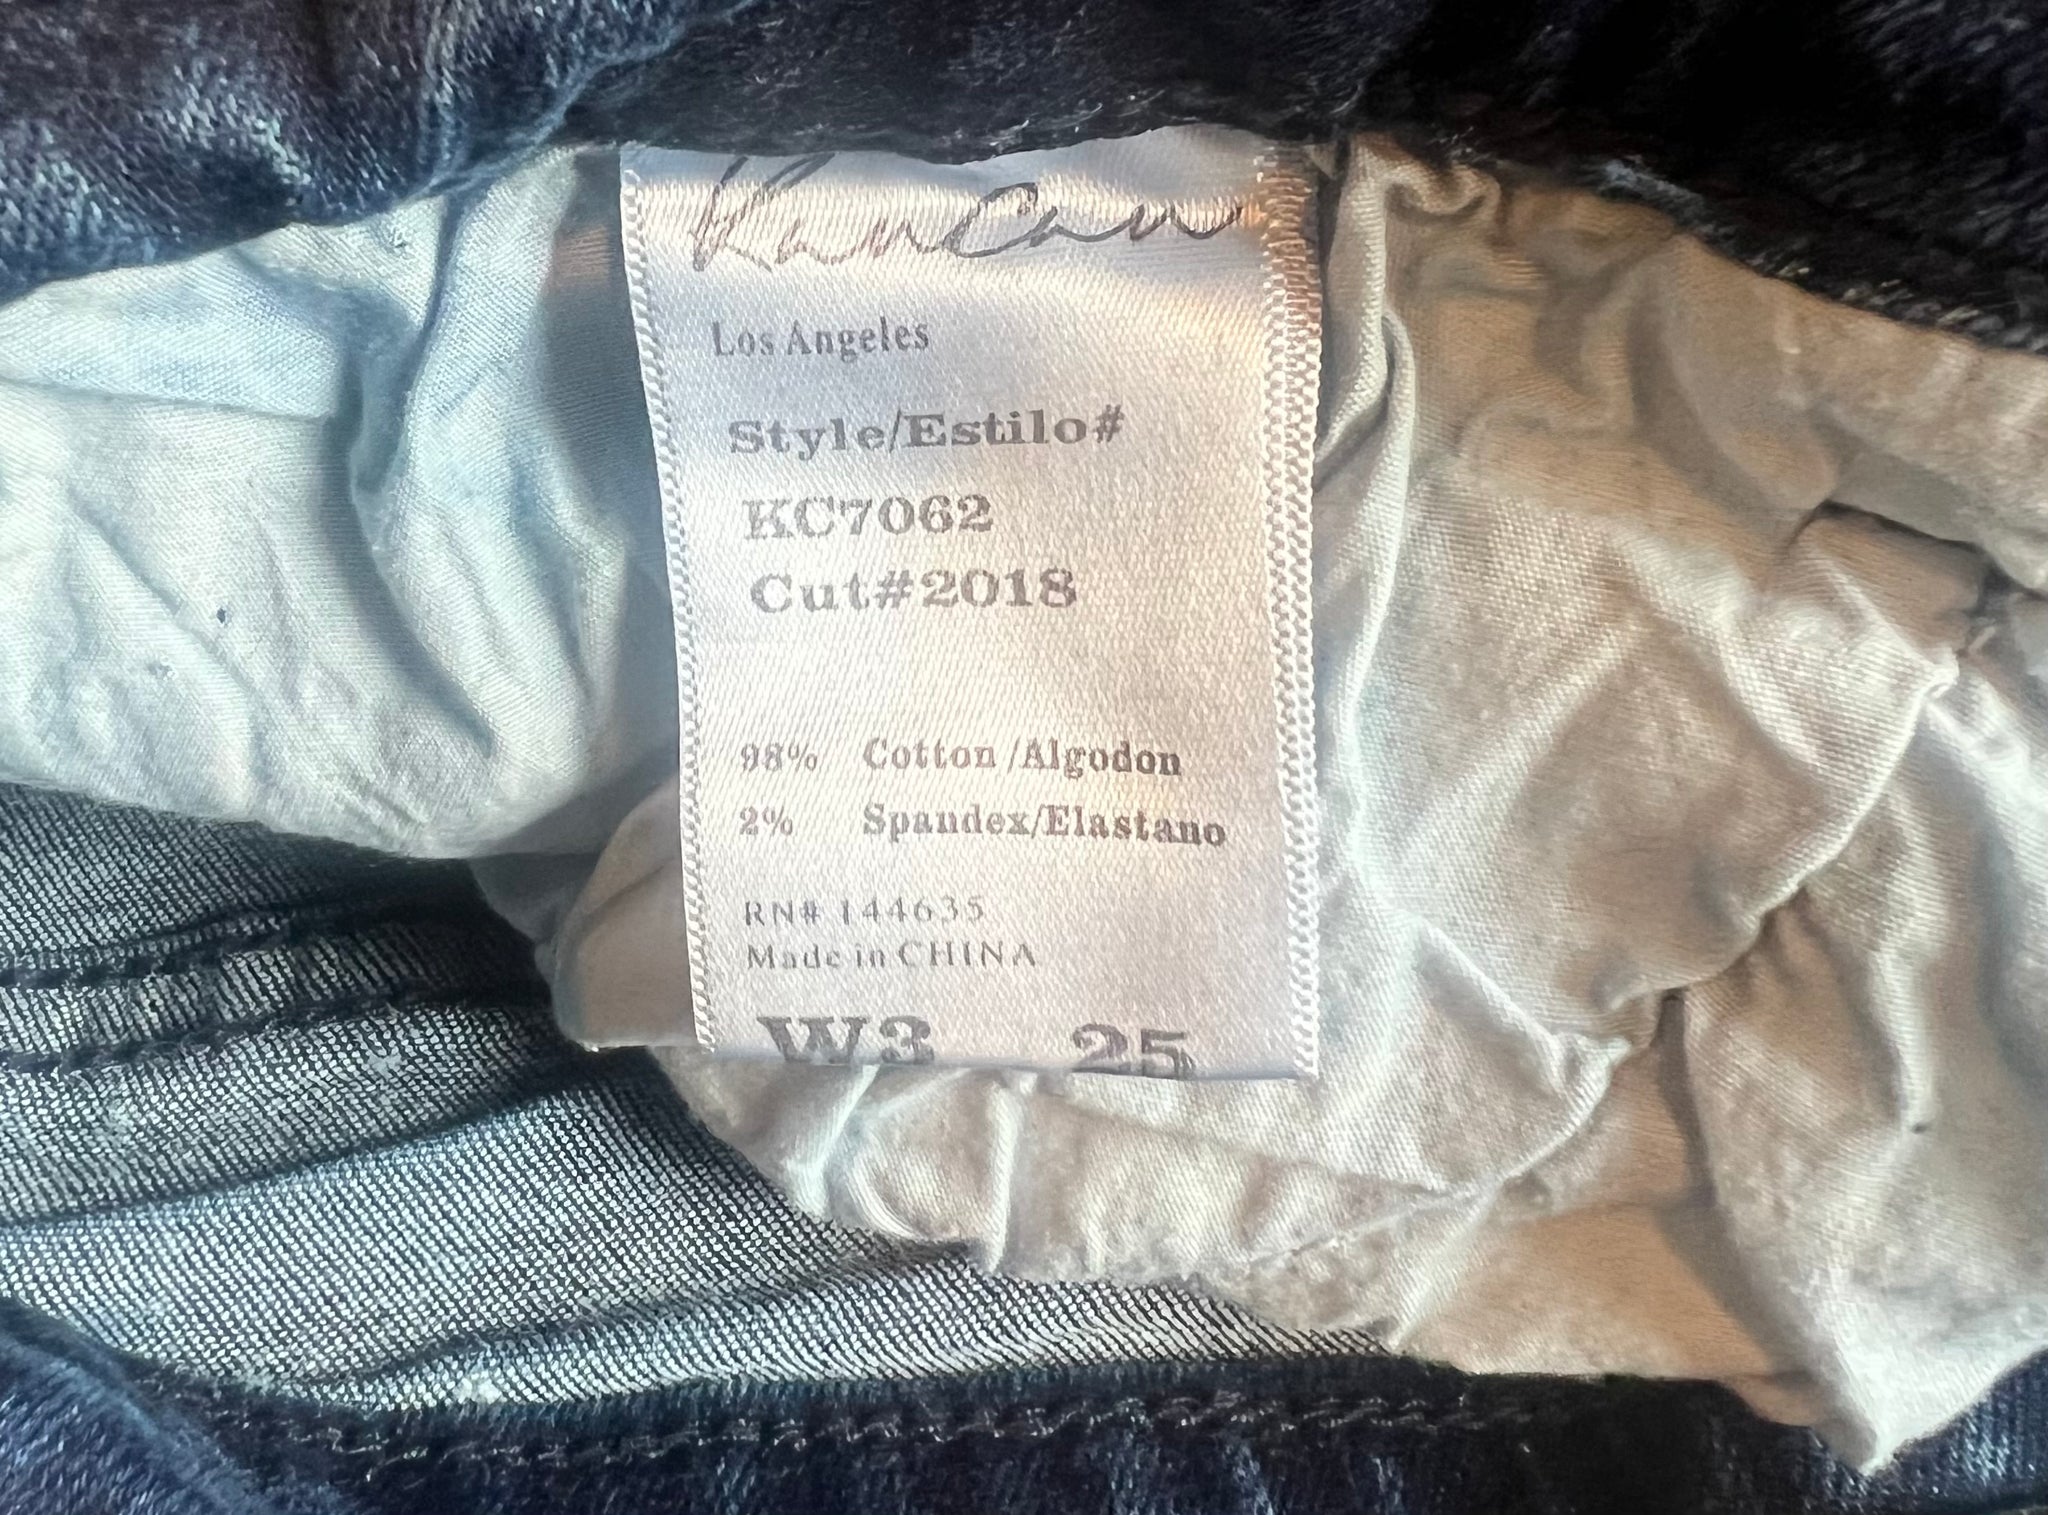 KanCan
Los Angeles
Style/Estilo#
KC7062
Cut#2018
98% Cotton/Algodon
2% Spandex/Elastano
RN# 144635
Made in CHINA
W3 25